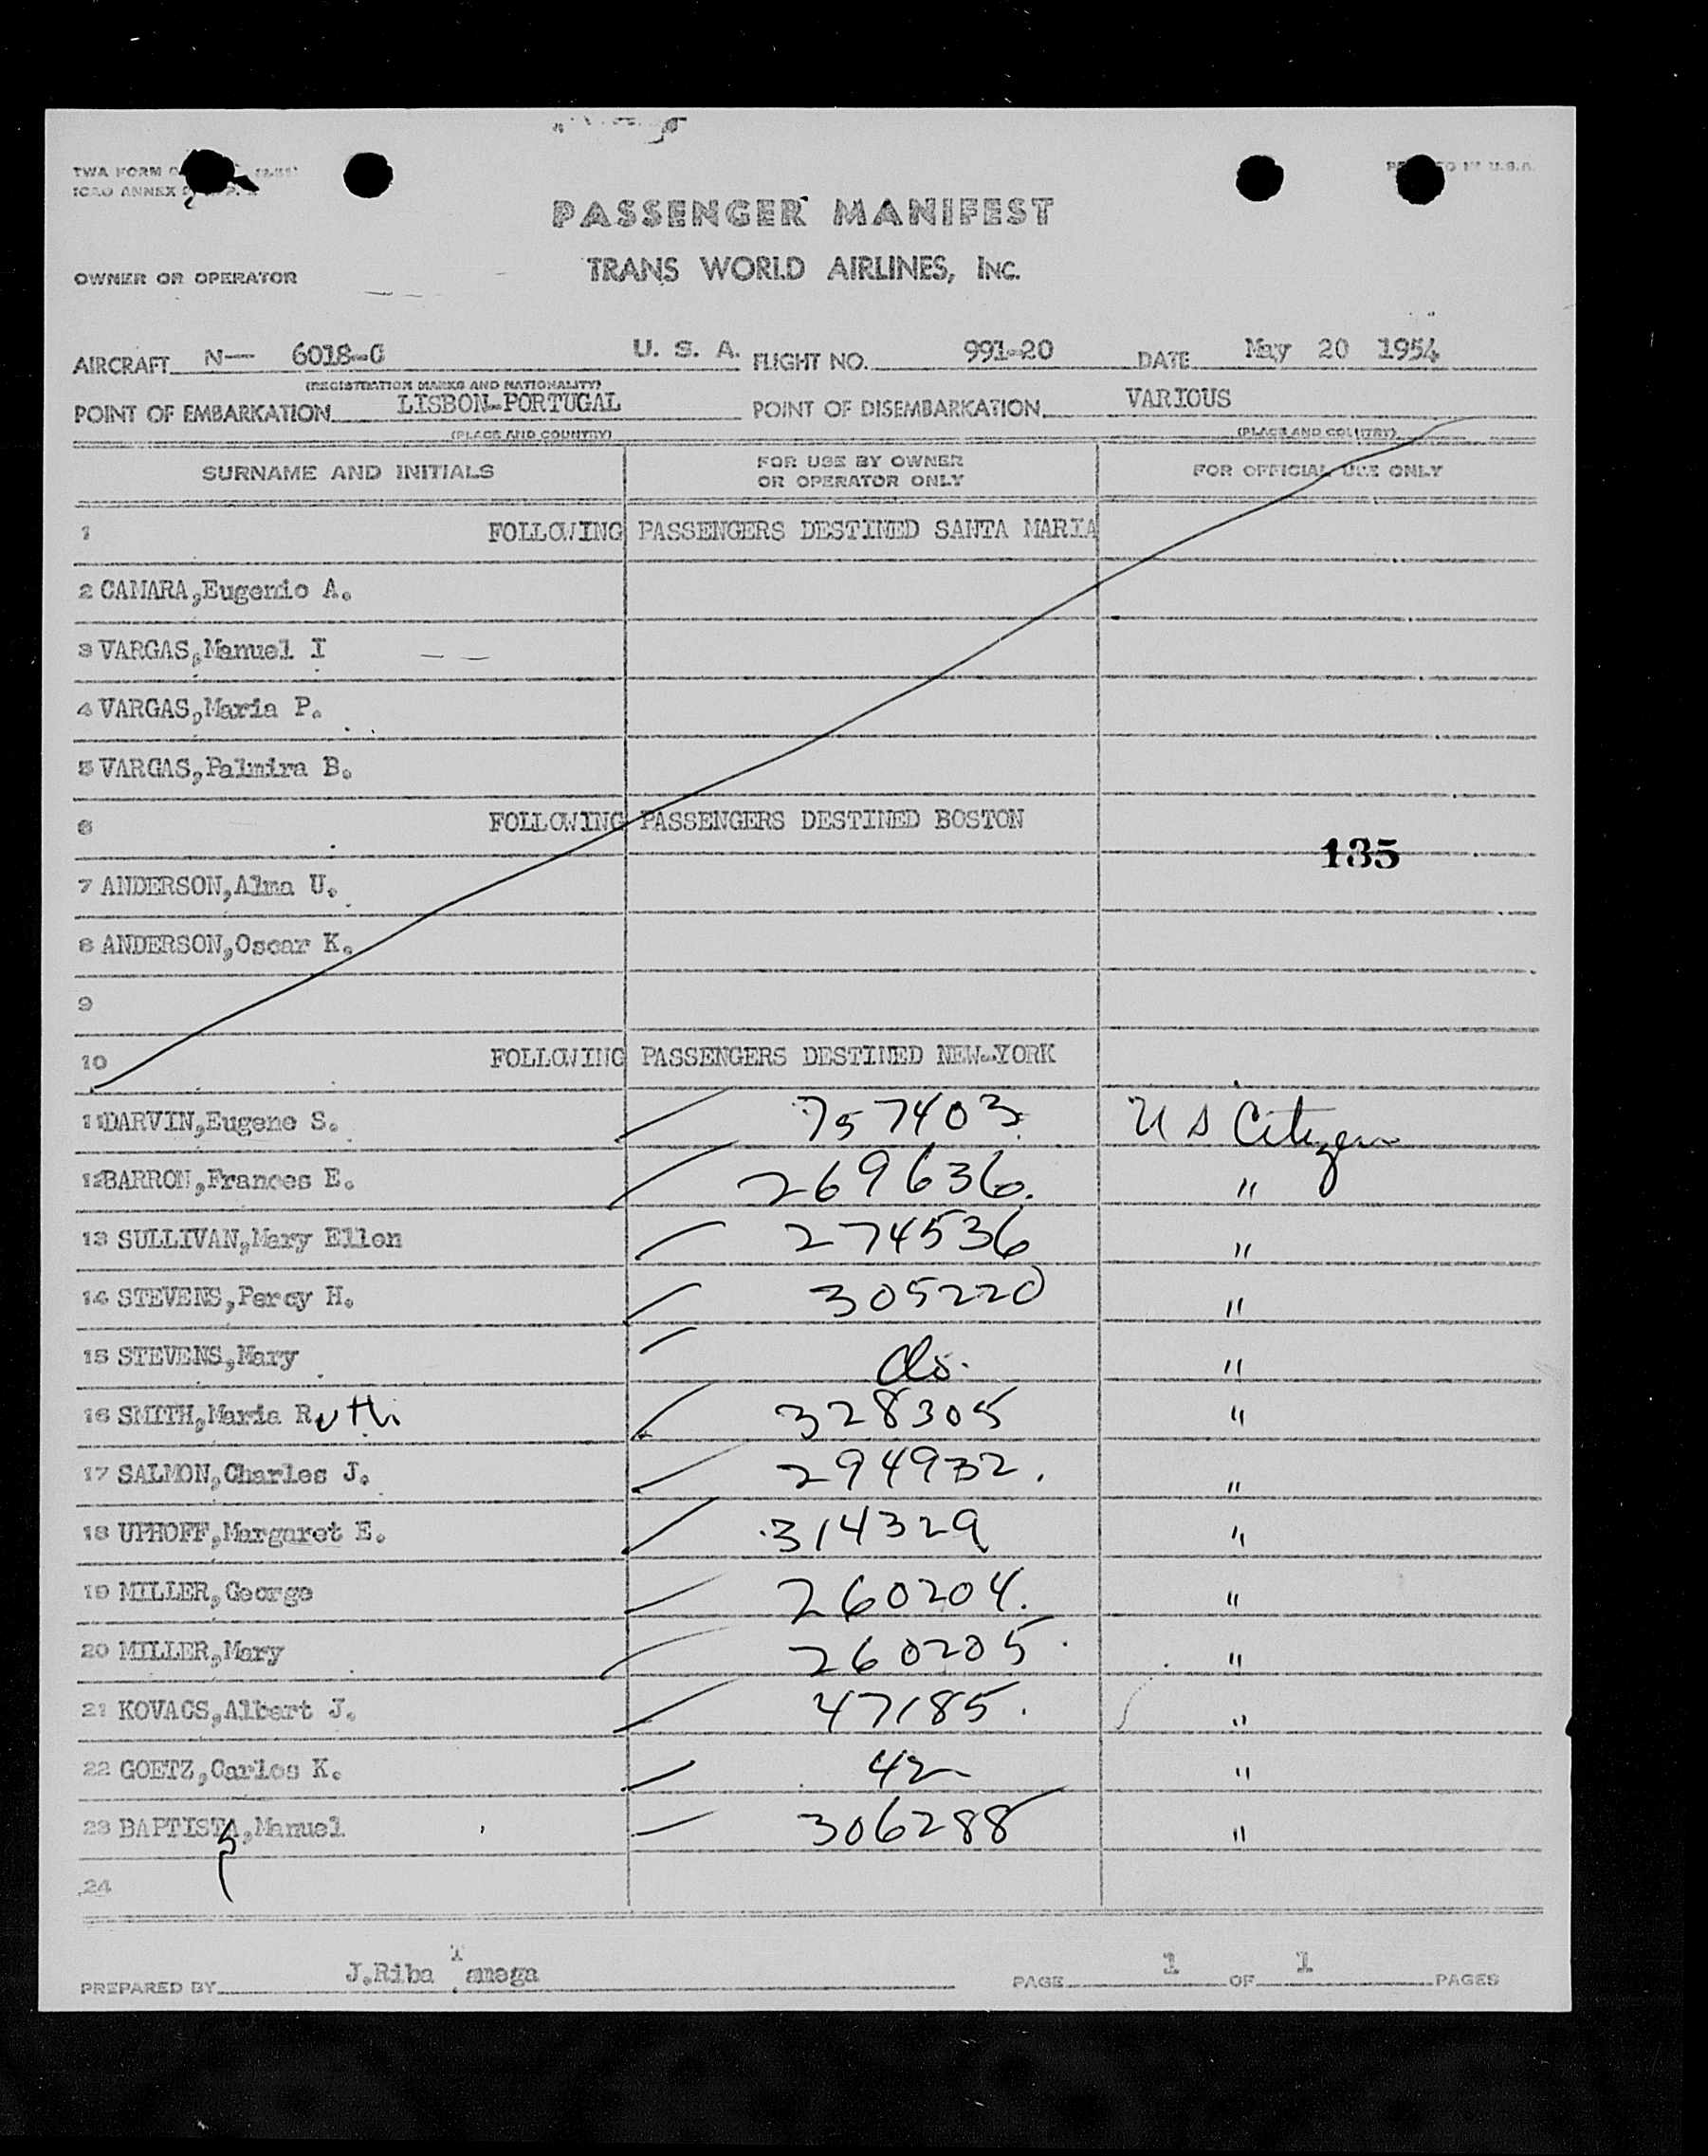 TWA FORM
ICAO ANNEX
U.S.A.
PASSENGER MANIFEST
OWNER OR OPERATOR TRANS WORLD AIRLINES, INC.
AIRCRAFT N— 6018-C U. S. A. FLIGHT NO. 991-20 DATE May 20 1954
(REGISTRATION MARKS AND NATIONALITY)
POINT OF EMBARKATION LISBON-PORTUGAL POINT OF DISEMBARKATION VARIOUS
(PLACE AND COUNTRY) (PLACE AND COUNTRY)
SURNAME AND INITIALS FOR USE BY OWNER OR OPERATOR ONLY FOR OFFICIAL USE ONLY
1 FOLLOWING PASSENGERS DESTINED SANTA MARIA
2 CAMARA,Eugenio A.
3 VARGAS,Manuel I
4 VARGAS,Maria P.
5 VARGAS,Palmira B.
6 FOLLOWING PASSENGERS DESTINED BOSTON
135
7 ANDERSON,Alma U.
8 ANDERSON,Oscar K.
9
10 FOLLOWING PASSENGERS DESTINED NEW-YORK
11 DARVIN,Eugene S. 757403 US Citizen
12 BARRON,Frances E. 269636. "
13 SULLIVAN,Mary Ellen 274536 "
14 STEVENS,Percy H. 305220 "
15 STEVENS,Mary do. "
16 SMITH,Maria Ruth 328305 "
17 SALMON,Charles J. 294932. "
18 UPHOFF,Margaret E. 314329 "
19 MILLER,George 260204. "
20 MILLER,Mary 260205 "
21 KOVACS,Albert J. 47185. "
22 GOETZ,Carlos K. 42 "
23 BAPTISTA,Manuel 306288 "
24
PREPARED BY J.Riba Tamega PAGE 1 OF 1 PAGES